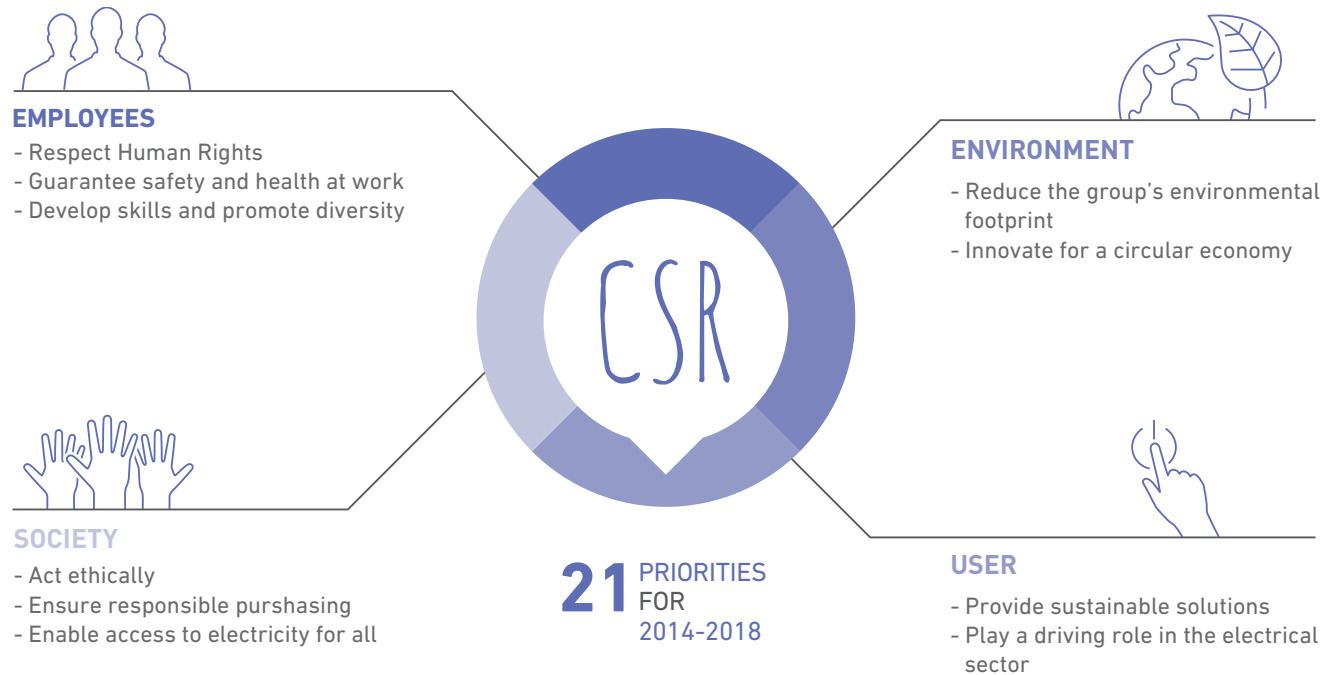 EMPLOYEES
- Respect Human Rights
- Guarantee safety and health at work
- Develop skills and promote diversity
ENVIRONMENT
- Reduce the group's environmental
footprint
- Innovate for a circular economy
CSR
SOCIETY
- Act ethically
- Ensure responsible purshasing
- Enable access to electricity for all
21 PRIORITIES
FOR
2014-2018
USER
- Provide sustainable solutions
- Play a driving role in the electrical
sector